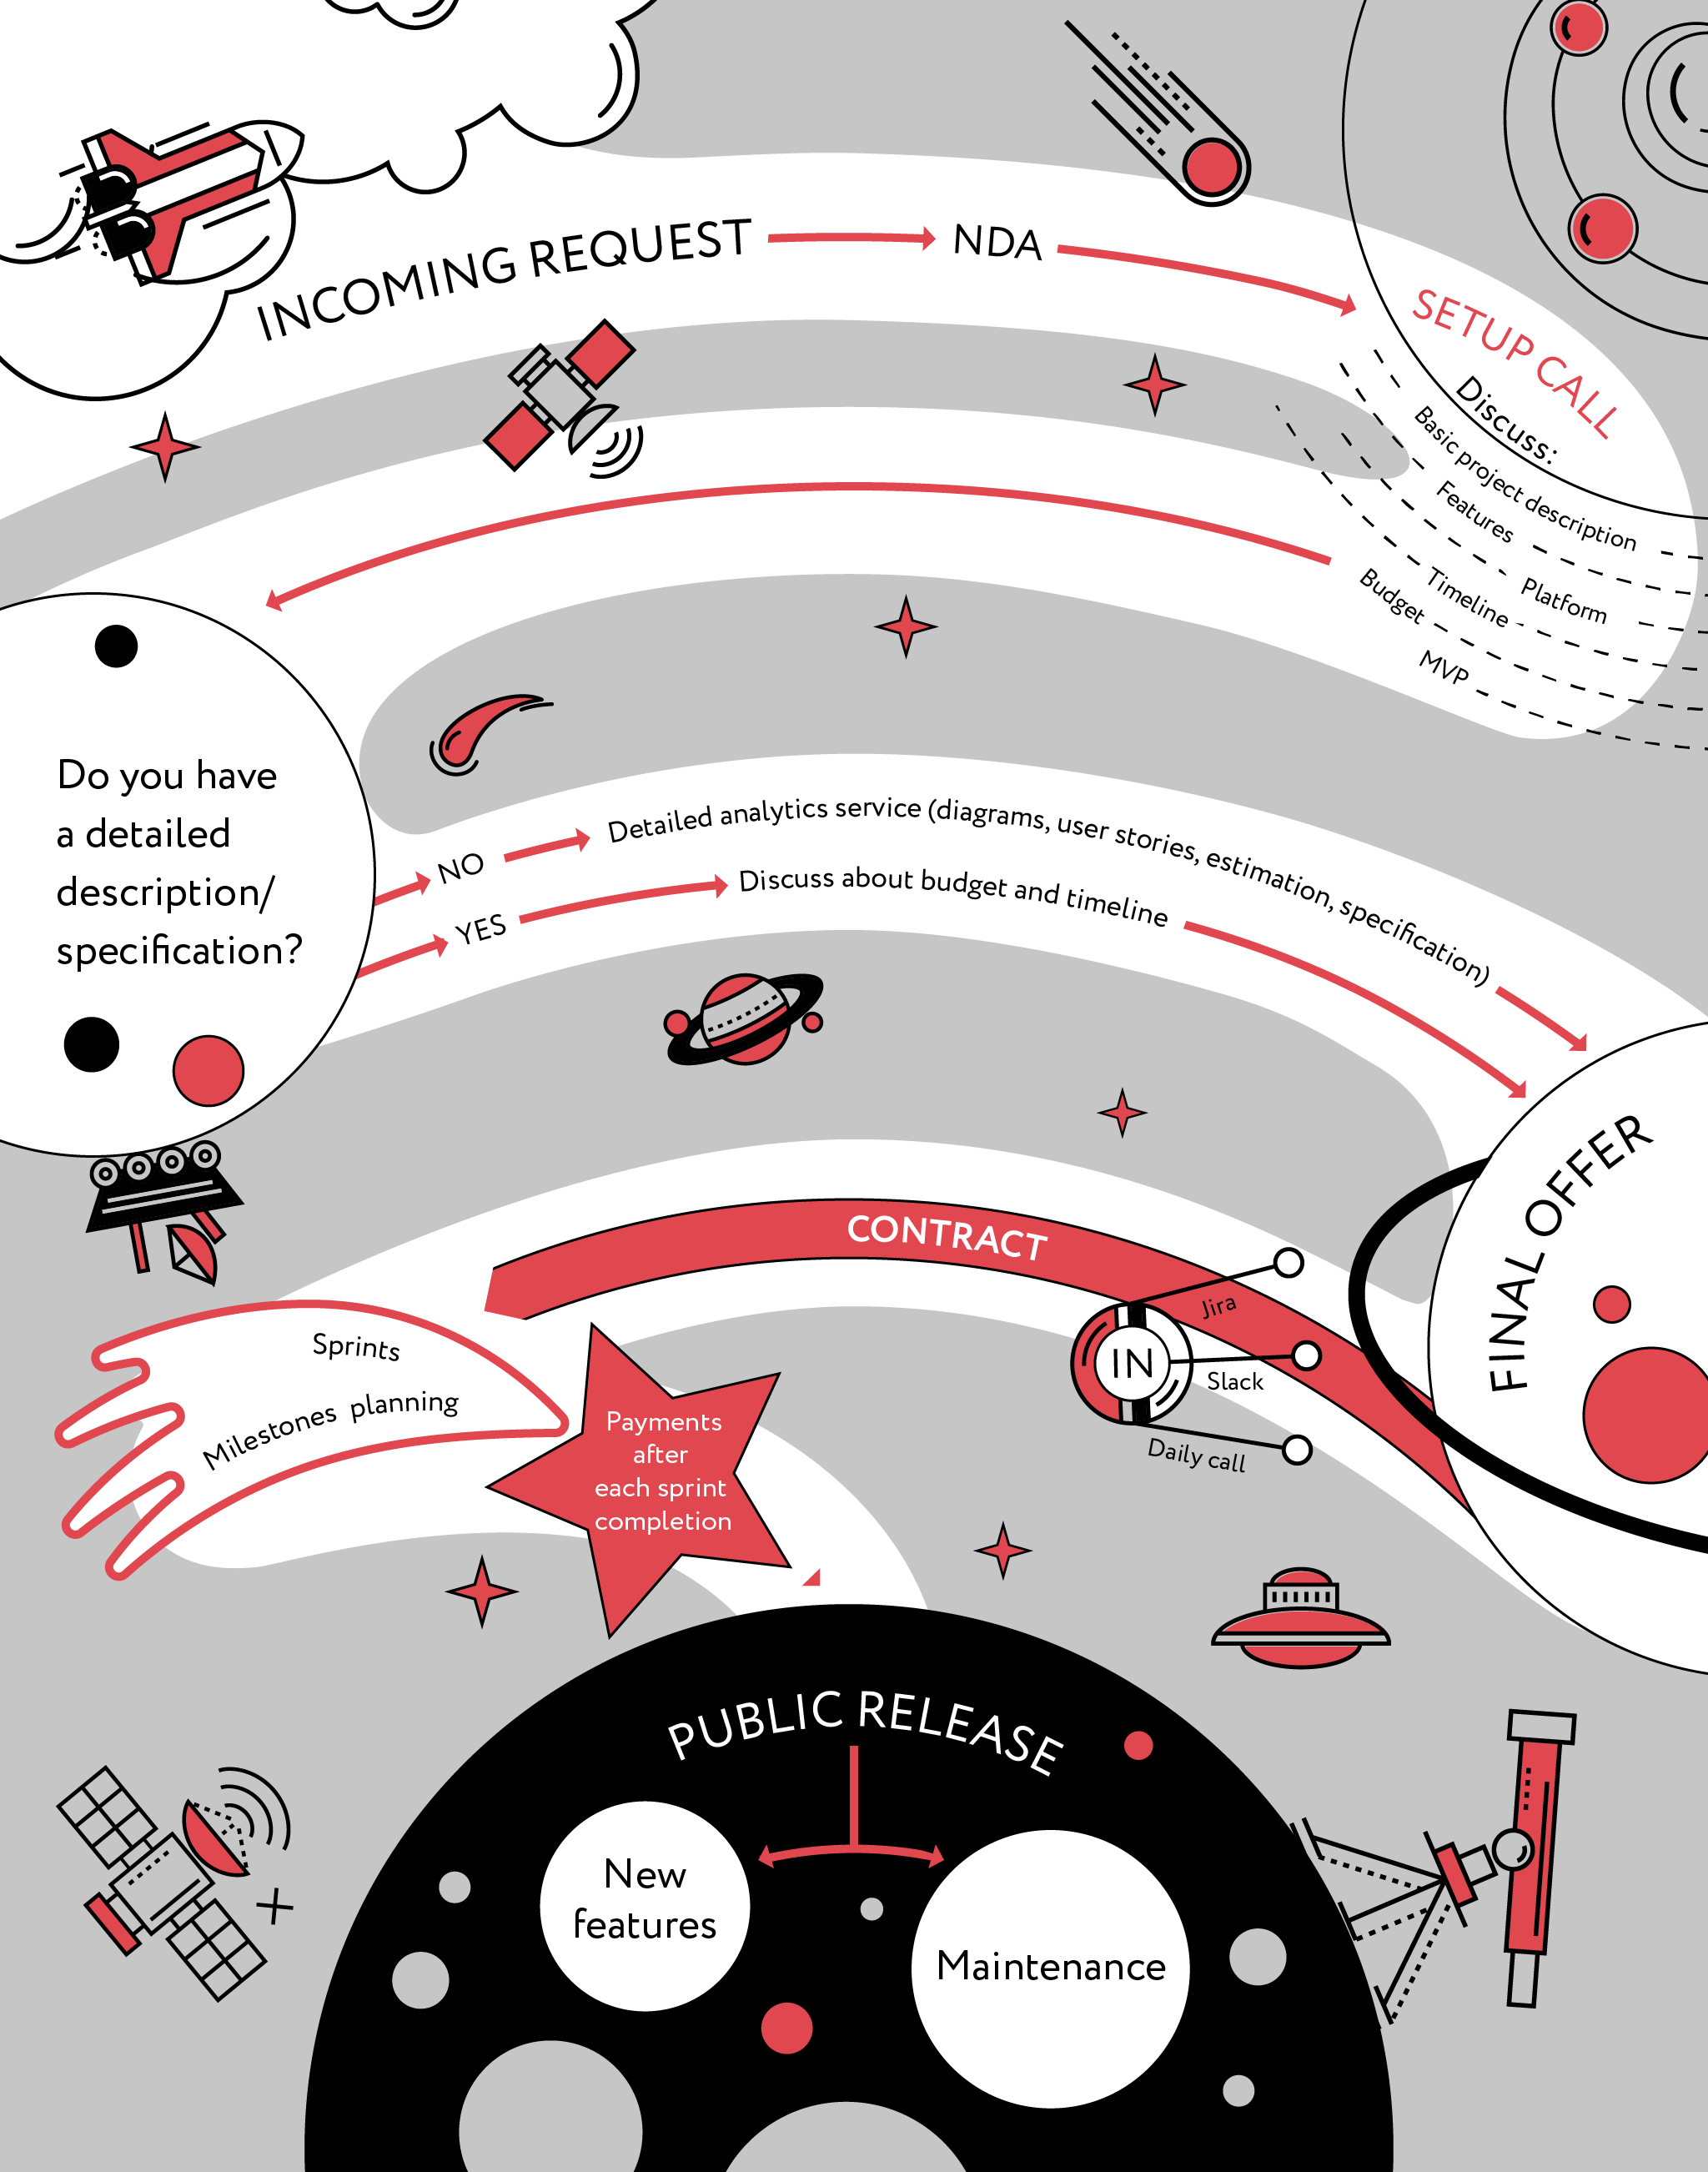 INCOMING REQUEST
NDA
SETUP CALL
Discuss:
Basic project description
Features
Platform
Timeline
Budget
MVP
Do you have
a detailed
description/
specification?
NO
Detailed analytics service (diagrams, user stories, estimation, specification)
YES
Discuss about budget and timeline
FINAL OFFER
CONTRACT
IN
Jira
Slack
Daily call
Sprints
Milestones planning
Payments
after
each sprint
completion
PUBLIC RELEASE
New
features
Maintenance